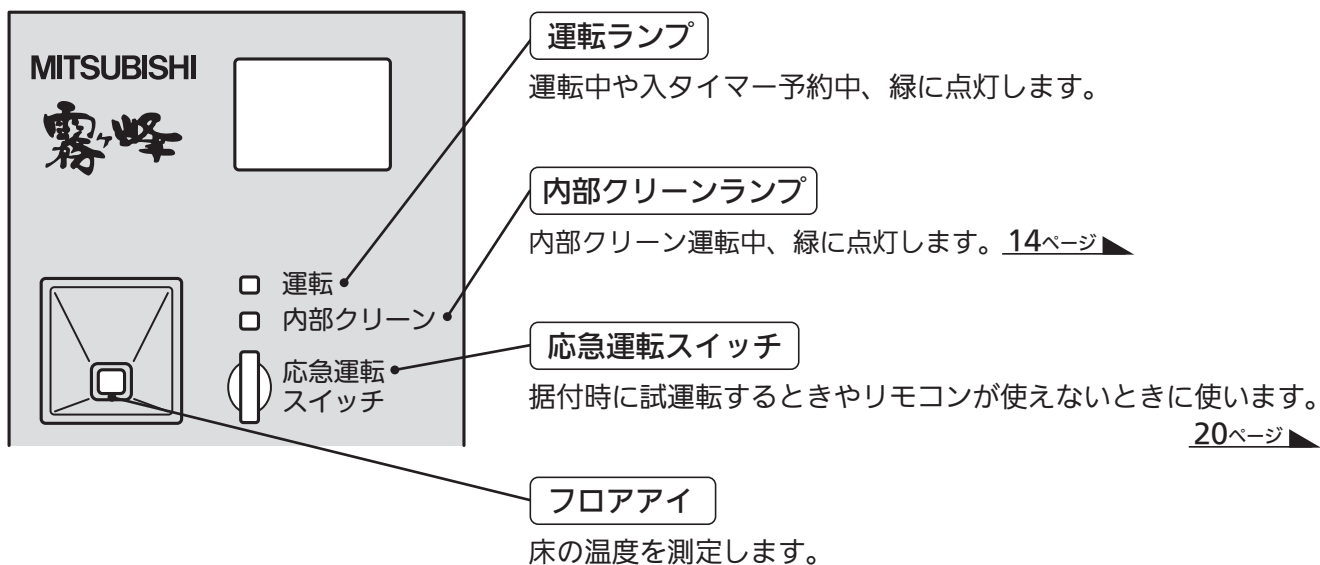 MITSUBISHI
霧ヶ峰
運転
内部クリーン
応急運転
スイッチ
運転ランプ
運転中や入タイマー予約中、緑に点灯します。
内部クリーンランプ
内部クリーン運転中、緑に点灯します。 14ページ
応急運転スイッチ
据付時に試運転するときやリモコンが使えないときに使います。
20ページ
フロアアイ
床の温度を測定します。